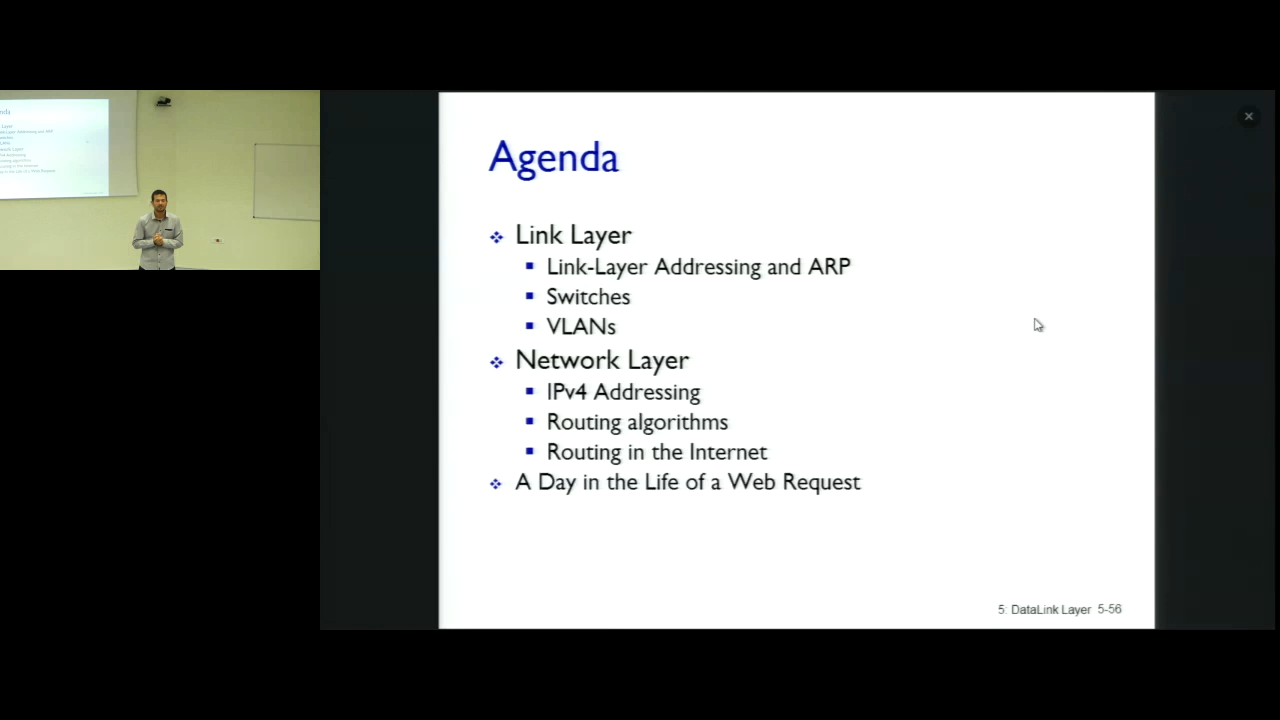 Agenda
Link Layer
Link-Layer Addressing and ARP
Switches
VLANs
Network Layer
IPv4 Addressing
Routing algorithms
Routing in the Internet
A Day in the Life of a Web Request
5: DataLink Layer 5-56